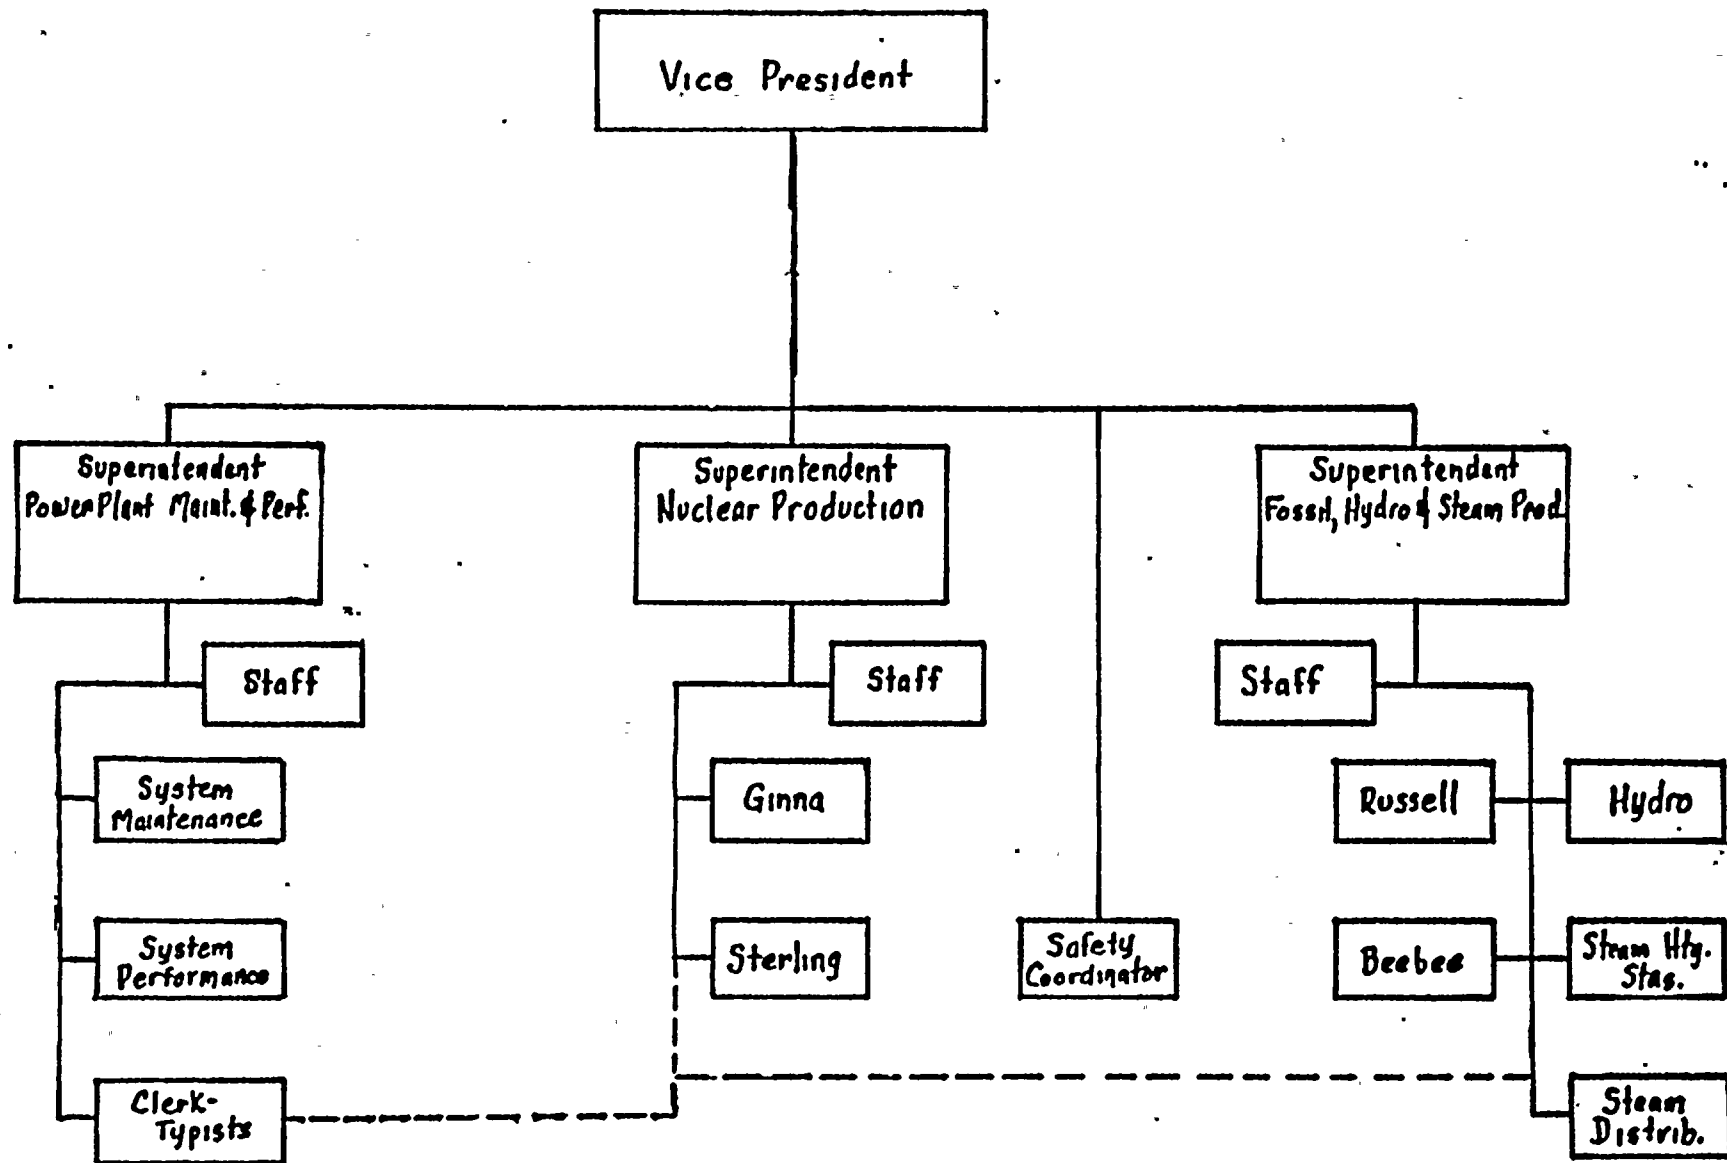 Vice President
Superintendent
Power Plant Maint. & Perf.
Superintendent
Nuclear Production
Superintendent
Fossil, Hydro & Steam Prod.
Staff
Staff
Staff
System
Maintenance
Ginna
Russell
Hydro
System
Performance
Sterling
Safety
Coordinator
Beebee
Steam Htg.
Stas.
Clerk-
Typists
Steam
Distrib.